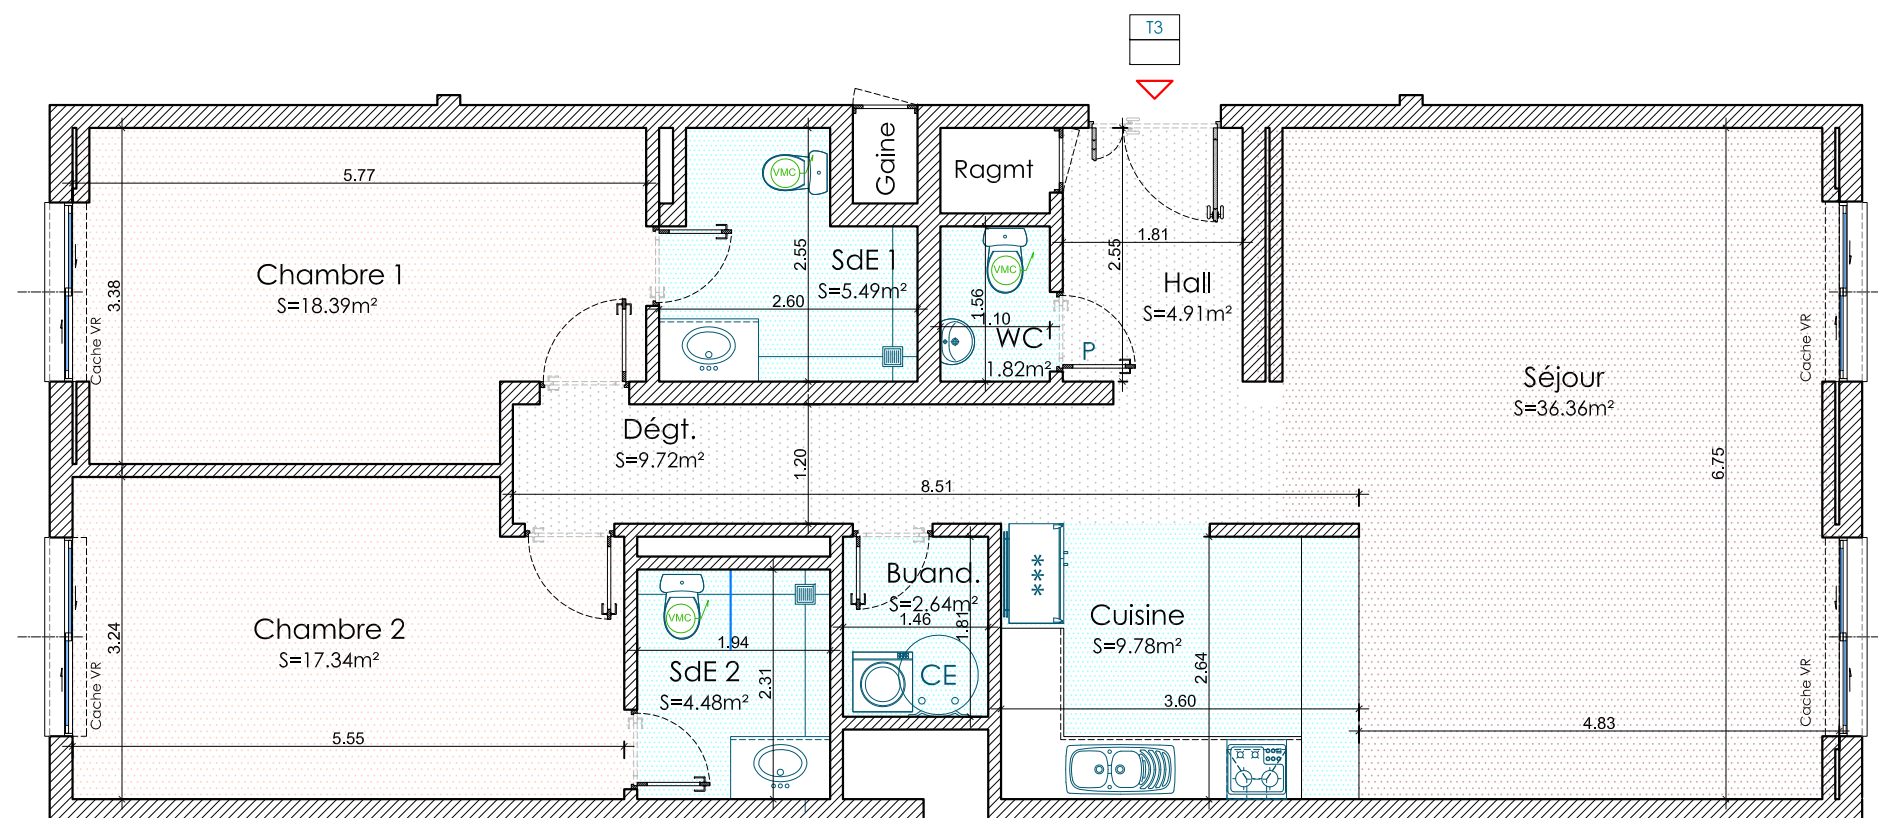 T3
Gaine
Ragmt
VMC
5.77
Chambre 1
S=18.39m²
3.38
Cache VR
2.55
SdE 1
S=5.49m²
2.60
VMC
1.56
1.10
WC
1.82m²
P
2.55
1.81
Hall
S=4.91m²
Séjour
S=36.36m²
Cache VR
6.75
Dégt.
S=9.72m²
1.20
8.51
Chambre 2
S=17.34m²
3.24
Cache VR
5.55
VMC
1.94
SdE 2
S=4.48m²
2.31
Buand.
S=2.64m²
1.46
1.81
CE
***
Cuisine
S=9.78m²
2.64
3.60
4.83
Cache VR